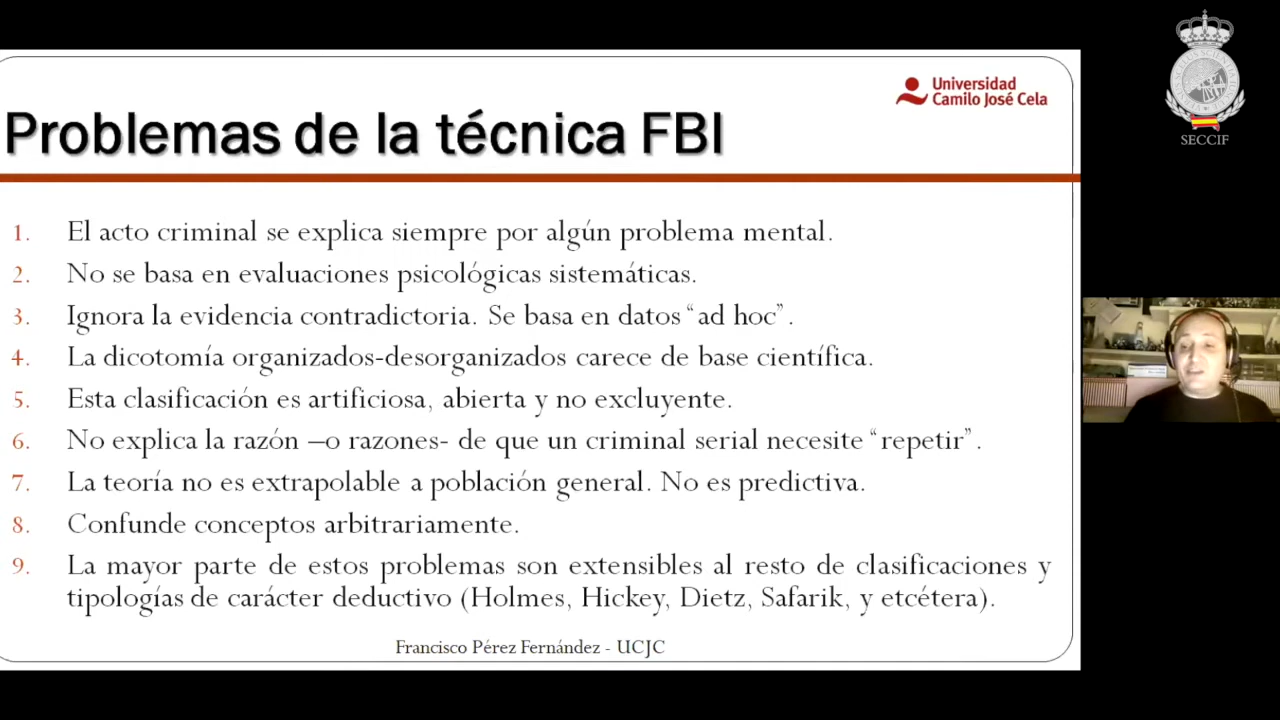 Universidad
Camilo José Cela
SECCIF
Problemas de la técnica FBI
1. El acto criminal se explica siempre por algún problema mental.
2. No se basa en evaluaciones psicológicas sistemáticas.
3. Ignora la evidencia contradictoria. Se basa en datos “ad hoc”.
4. La dicotomía organizados-desorganizados carece de base científica.
5. Esta clasificación es artificiosa, abierta y no excluyente.
6. No explica la razón –o razones- de que un criminal serial necesite “repetir”.
7. La teoría no es extrapolable a población general. No es predictiva.
8. Confunde conceptos arbitrariamente.
9. La mayor parte de estos problemas son extensibles al resto de clasificaciones y
tipologías de carácter deductivo (Holmes, Hickey, Dietz, Safarik, y etcétera).
Francisco Pérez Fernández - UCJC